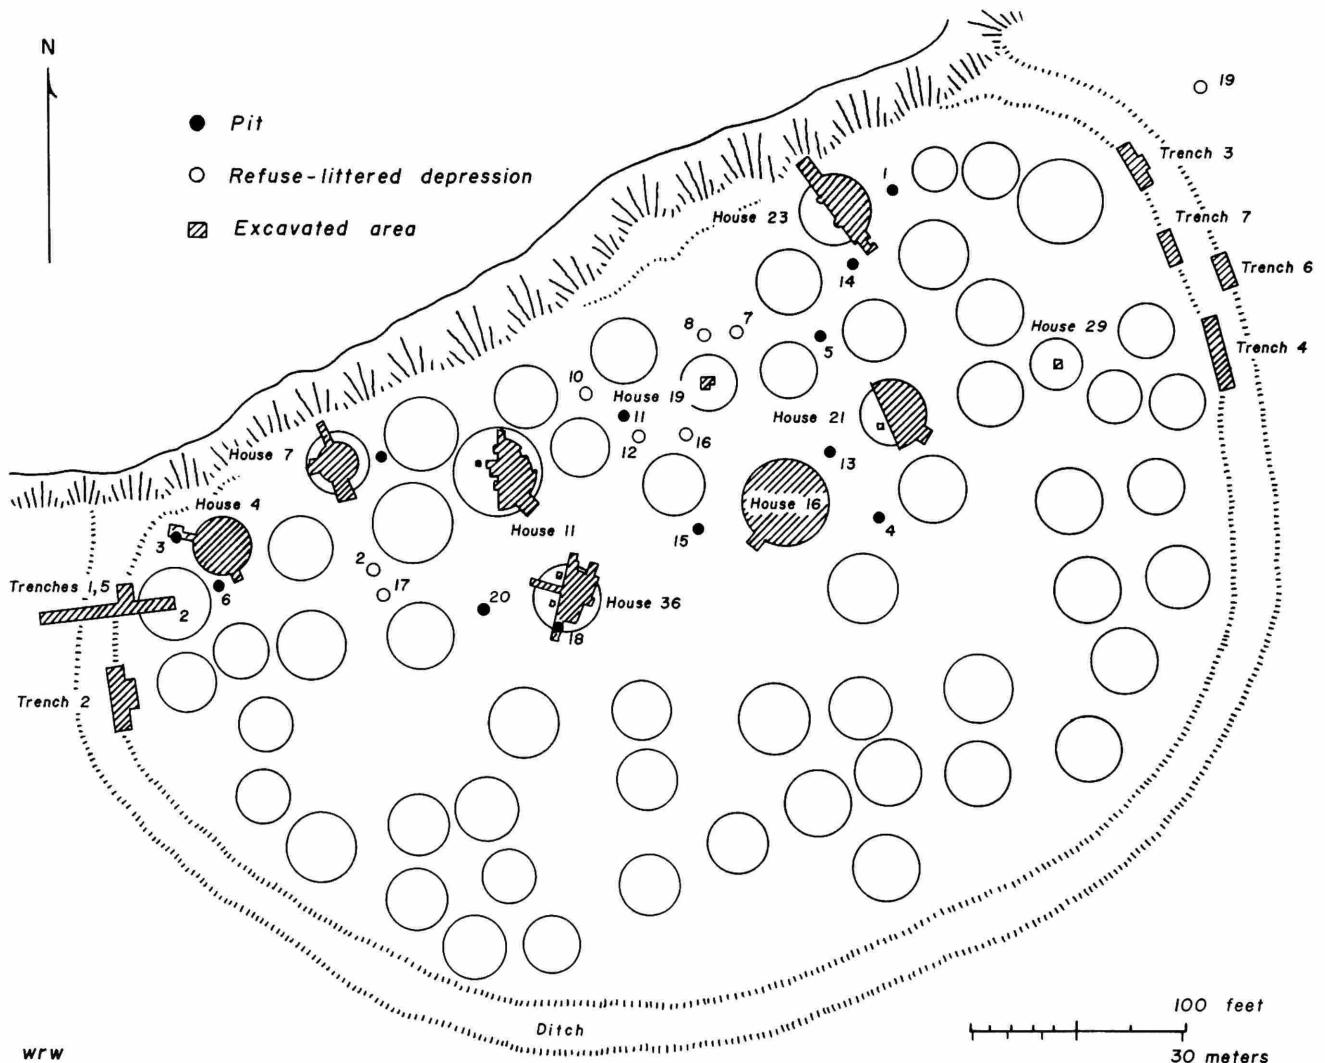 N
Pit
Refuse-littered depression
Excavated area
19
Trench 3
1
House 23
Trench 7
14
Trench 6
8
7
5
House 29
Trench 4
10
House 19
11
House 21
12
16
13
House 7
House 4
House 11
House 16
3
15
4
2
17
Trenches 1,5
6
2
20
House 36
18
Trench 2
100 feet
Ditch
30 meters
wrw